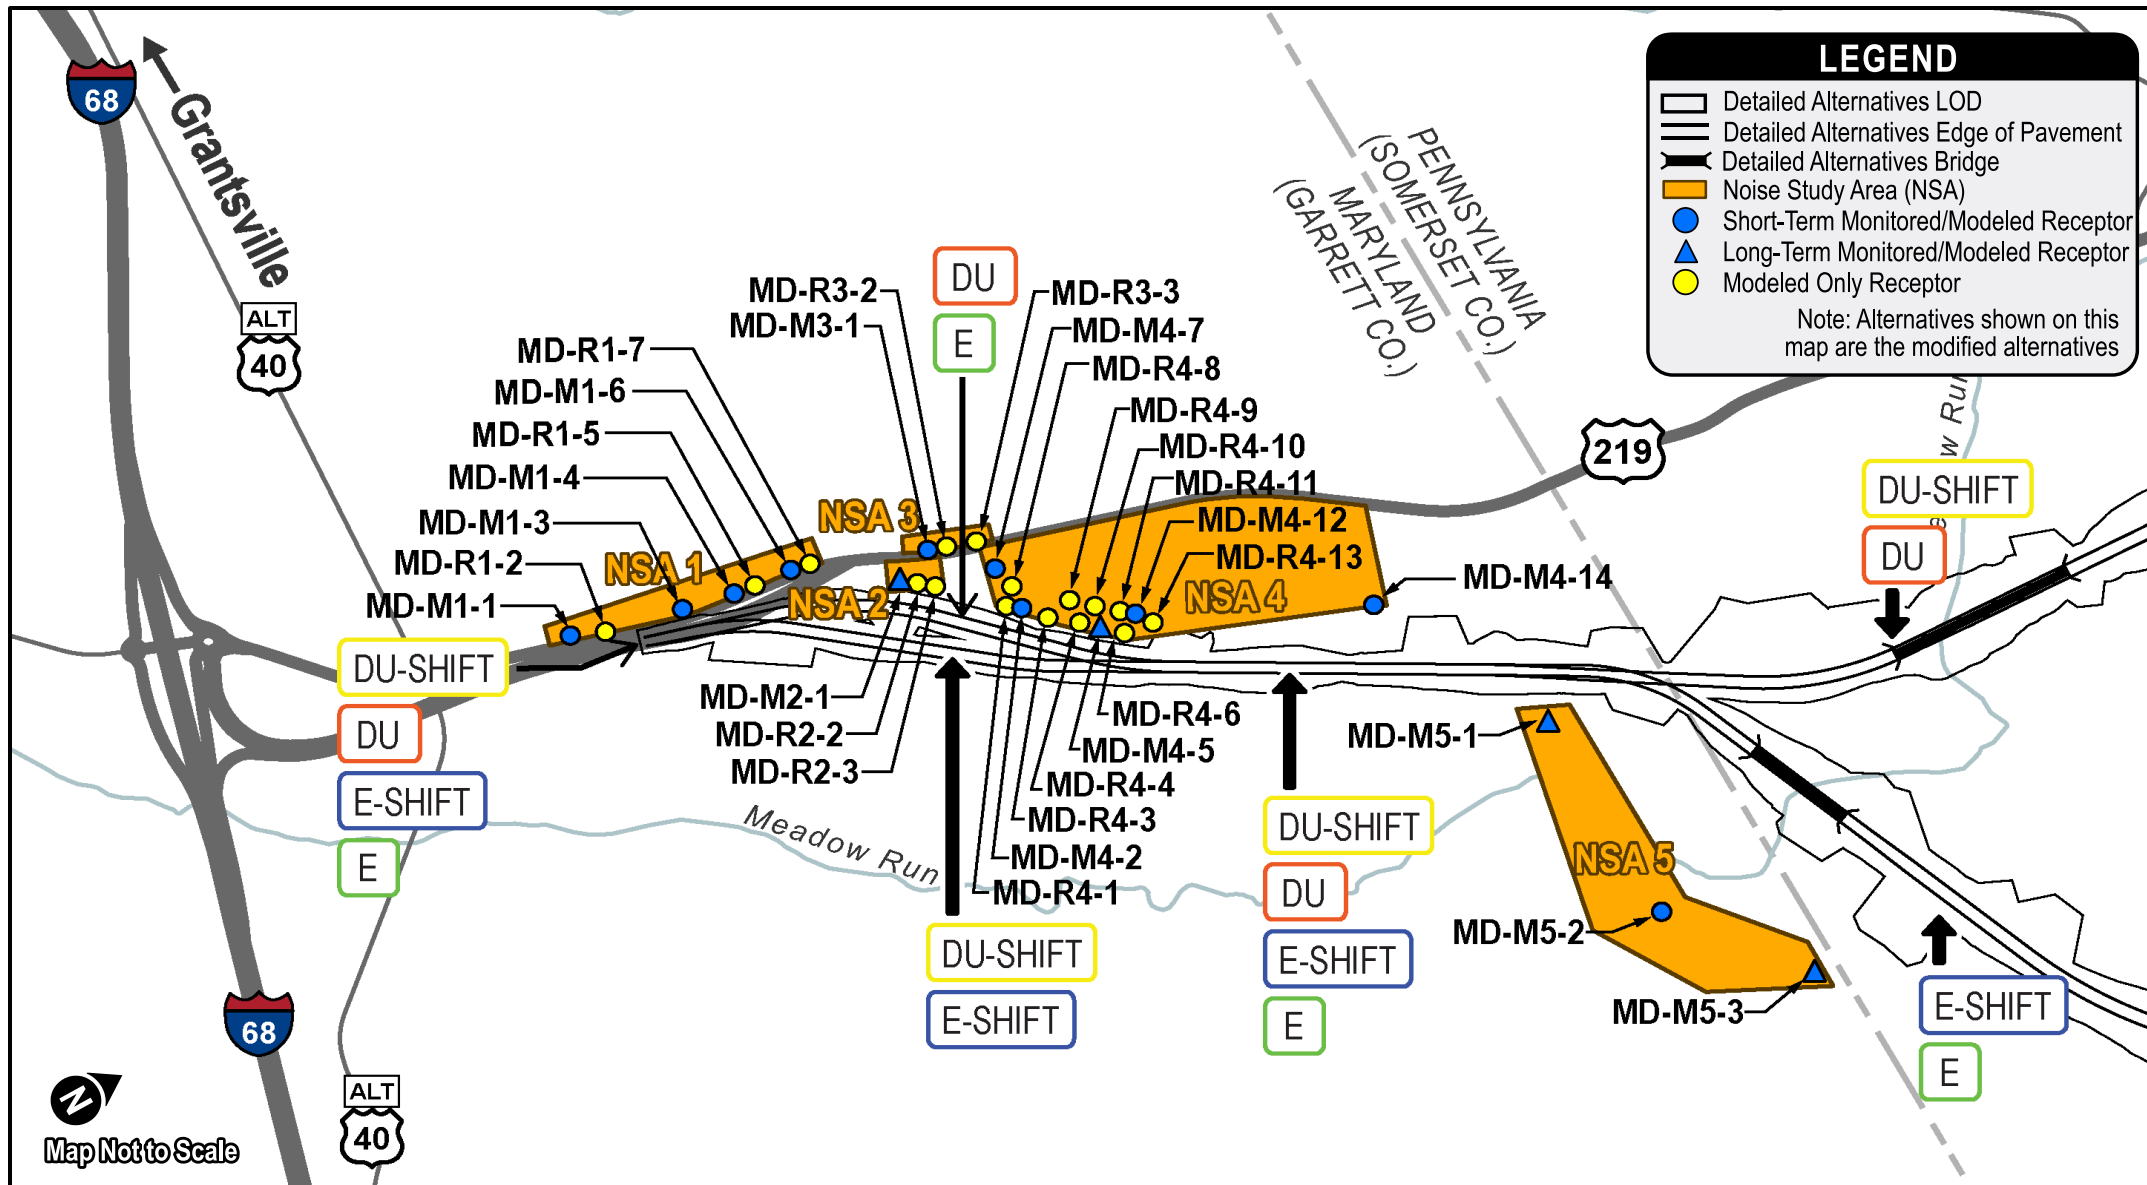 LEGEND
Detailed Alternatives LOD
Detailed Alternatives Edge of Pavement
Detailed Alternatives Bridge
Noise Study Area (NSA)
Short-Term Monitored/Modeled Receptor
Long-Term Monitored/Modeled Receptor
Modeled Only Receptor
Note: Alternatives shown on this
map are the modified alternatives
68
Grantsville
ALT
40
PENNSYLVANIA
(SOMERSET CO.)
MARYLAND
(GARRETT CO.)
219
DU
E
MD-R3-2
MD-M3-1
MD-R3-3
MD-M4-7
MD-R4-8
MD-R4-9
MD-R4-10
MD-R4-11
MD-M4-12
MD-R4-13
MD-M4-14
MD-R1-7
MD-M1-6
MD-R1-5
MD-M1-4
MD-M1-3
MD-R1-2
MD-M1-1
NSA 1
NSA 2
NSA 3
NSA 4
NSA 5
DU-SHIFT
DU
DU-SHIFT
DU
E-SHIFT
E
MD-M2-1
MD-R2-2
MD-R2-3
MD-R4-6
MD-M4-5
MD-R4-4
MD-R4-3
MD-M4-2
MD-R4-1
Meadow Run
DU-SHIFT
E-SHIFT
DU-SHIFT
DU
E-SHIFT
E
MD-M5-1
MD-M5-2
MD-M5-3
E-SHIFT
E
68
ALT
40
N
Map Not to Scale